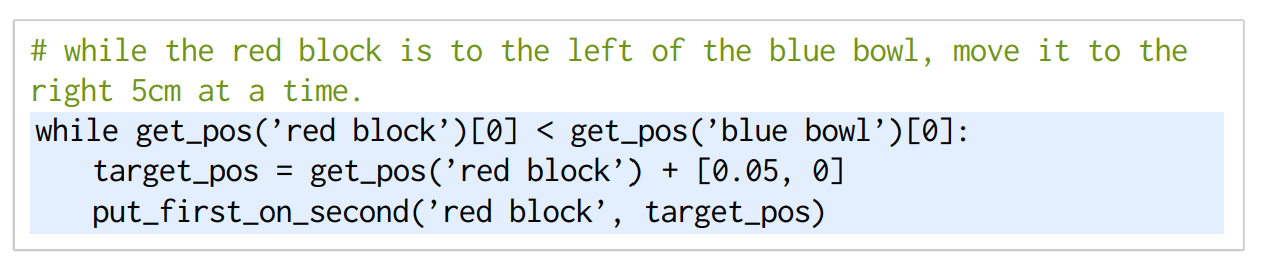 # while the red block is to the left of the blue bowl, move it to the
right 5cm at a time.
while get_pos(’red block’)[0] < get_pos(’blue bowl’)[0]:
    target_pos = get_pos(’red block’) + [0.05, 0]
    put_first_on_second(’red block’, target_pos)